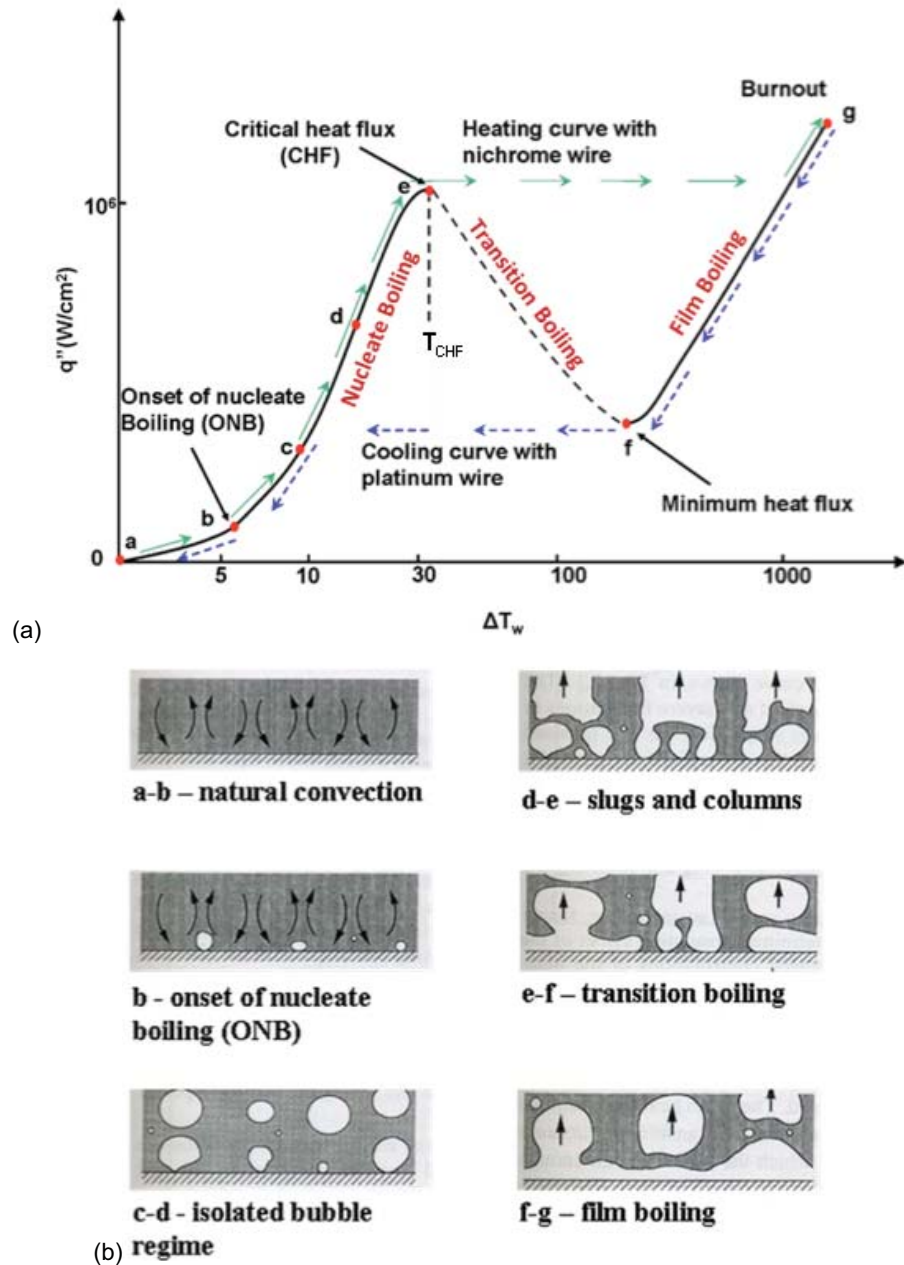 Burnout
g
Critical heat flux
(CHF)
Heating curve with
nichrome wire
e
10⁶
q"(W/cm²)
Nucleate Boiling
Transition Boiling
Film Boiling
d
T_CHF
Onset of nucleate
Boiling (ONB)
c
Cooling curve with
platinum wire
f
Minimum heat flux
b
a
0
5
10
30
100
1000
ΔT_w
(a)
a-b – natural convection
d-e – slugs and columns
b - onset of nucleate
boiling (ONB)
e-f – transition boiling
c-d - isolated bubble
regime
f-g – film boiling
(b)